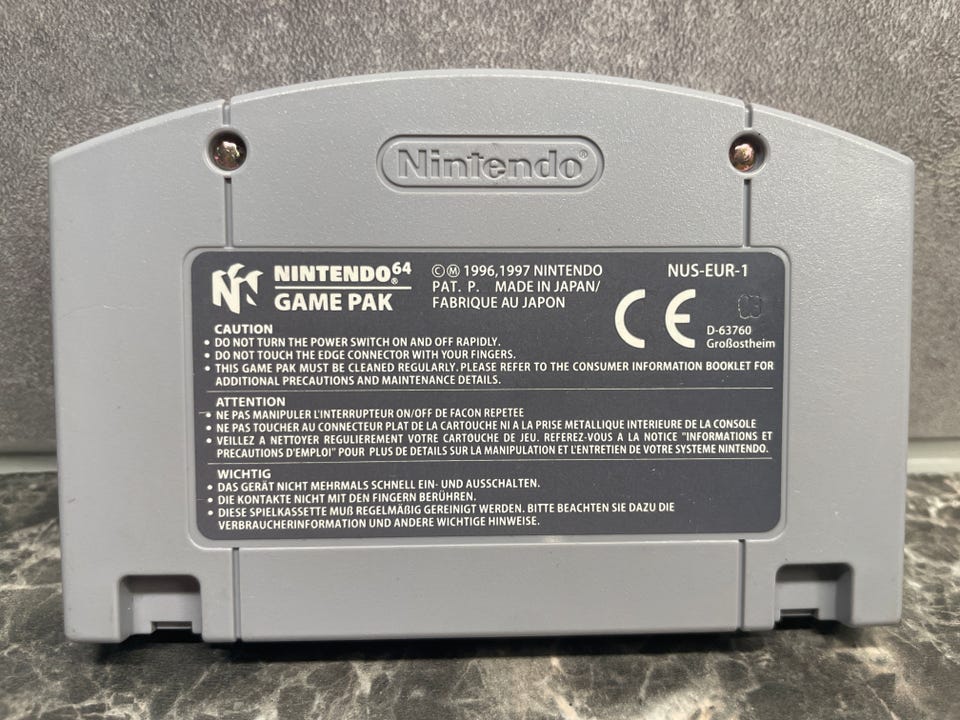 Nintendo®
NINTENDO64®
GAME PAK
©Ⓜ 1996,1997 NINTENDO
PAT. P. MADE IN JAPAN/
FABRIQUE AU JAPON
NUS-EUR-1
CE
03
D-63760
Großostheim
CAUTION
• DO NOT TURN THE POWER SWITCH ON AND OFF RAPIDLY.
• DO NOT TOUCH THE EDGE CONNECTOR WITH YOUR FINGERS.
• THIS GAME PAK MUST BE CLEANED REGULARLY. PLEASE REFER TO THE CONSUMER INFORMATION BOOKLET FOR
ADDITIONAL PRECAUTIONS AND MAINTENANCE DETAILS.
ATTENTION
• NE PAS MANIPULER L'INTERRUPTEUR ON/OFF DE FACON REPETEE
• NE PAS TOUCHER AU CONNECTEUR PLAT DE LA CARTOUCHE NI A LA PRISE METALLIQUE INTERIEURE DE LA CONSOLE
• VEILLEZ A NETTOYER REGULIEREMENT VOTRE CARTOUCHE DE JEU. REFEREZ-VOUS A LA NOTICE "INFORMATIONS ET
PRECAUTIONS D'EMPLOI" POUR PLUS DE DETAILS SUR LA MANIPULATION ET L'ENTRETIEN DE VOTRE SYSTEME NINTENDO.
WICHTIG
• DAS GERÄT NICHT MEHRMALS SCHNELL EIN- UND AUSSCHALTEN.
• DIE KONTAKTE NICHT MIT DEN FINGERN BERÜHREN.
• DIESE SPIELKASSETTE MUß REGELMÄßIG GEREINIGT WERDEN. BITTE BEACHTEN SIE DAZU DIE
VERBRAUCHERINFORMATION UND ANDERE WICHTIGE HINWEISE.